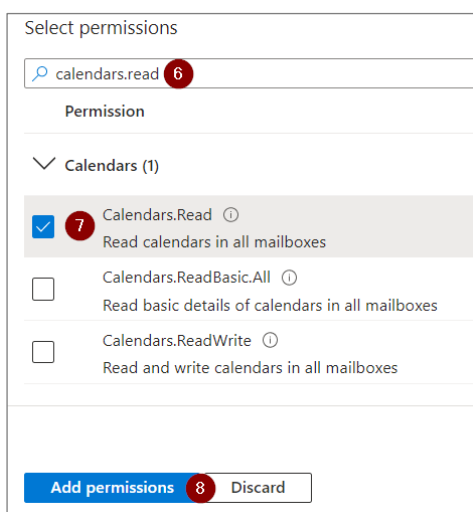 Select permissions
calendars.read 6
Permission
Calendars (1)
7 Calendars.Read
Read calendars in all mailboxes
Calendars.ReadBasic.All
Read basic details of calendars in all mailboxes
Calendars.ReadWrite
Read and write calendars in all mailboxes
Add permissions 8 Discard